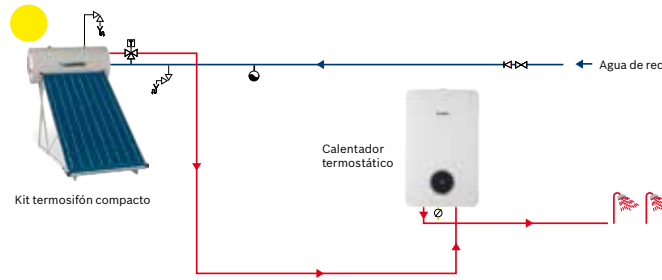 T
Agua de red
Calentador
termostático
Kit termosifón compacto